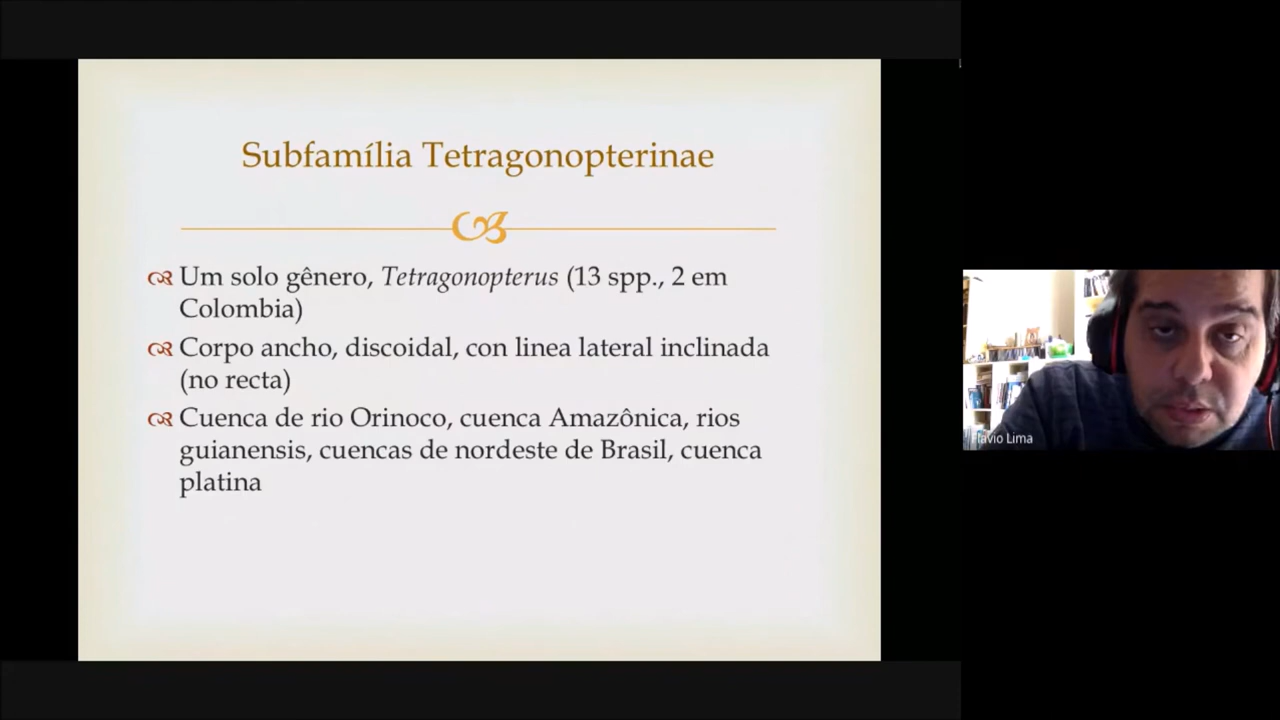 Subfamília Tetragonopterinae
Um solo gênero, Tetragonopterus (13 spp., 2 em
Colombia)
Corpo ancho, discoidal, con linea lateral inclinada
(no recta)
Cuenca de rio Orinoco, cuenca Amazônica, rios
guianensis, cuencas de nordeste de Brasil, cuenca
platina
Flavio Lima